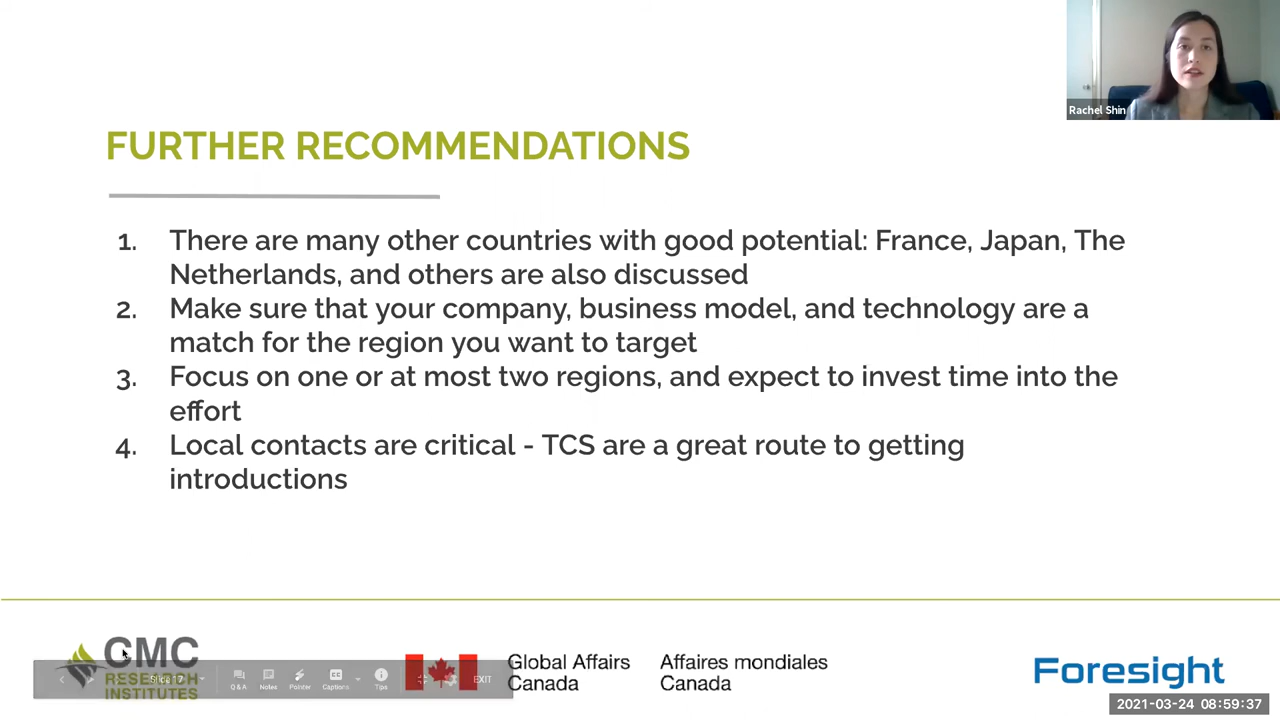 Rachel Shin
FURTHER RECOMMENDATIONS
1. There are many other countries with good potential: France, Japan, The
Netherlands, and others are also discussed
2. Make sure that your company, business model, and technology are a
match for the region you want to target
3. Focus on one or at most two regions, and expect to invest time into the
effort
4. Local contacts are critical - TCS are a great route to getting
introductions
CMC
RESEARCH
INSTITUTES
Slide 17
Q & A
Notes
Pointer
Captions
Tips
EXIT
Global Affairs
Canada
Affaires mondiales
Canada
Foresight
2021-03-24 08:59:37